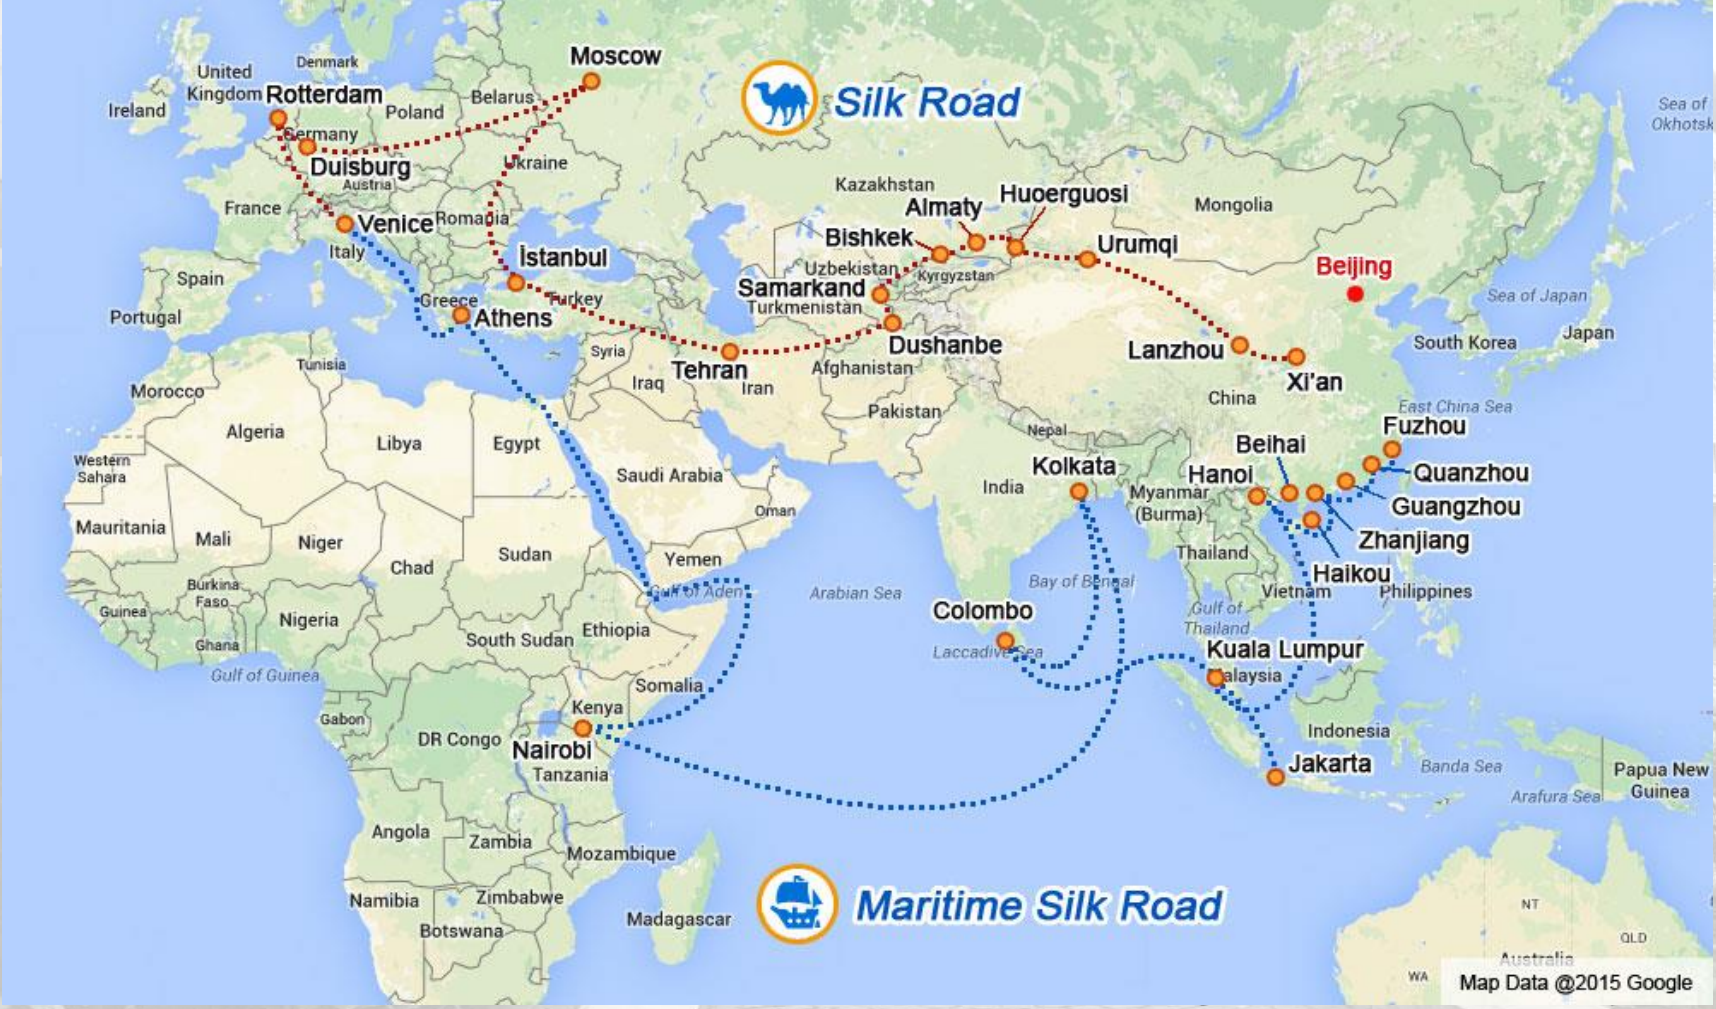 Moscow
Denmark
United
Kingdom
Rotterdam
Belarus
Ireland
Poland
Germany
Duisburg
Ukraine
Austria
France
Venice
Romania
Italy
Spain
İstanbul
Greece
Turkey
Portugal
Athens
Silk Road
Sea of
Okhotsk
Kazakhstan
Huoerguosi
Almaty
Mongolia
Bishkek
Urumqi
Uzbekistan
Kyrgyzstan
Beijing
Samarkand
Turkmenistan
Sea of Japan
Dushanbe
Lanzhou
South Korea
Japan
Syria
Tehran
Afghanistan
Tunisia
Iraq
Iran
Xi'an
Morocco
China
Pakistan
East China Sea
Algeria
Libya
Egypt
Nepal
Beihai
Fuzhou
Western
Sahara
Saudi Arabia
Kolkata
Hanoi
Quanzhou
India
Myanmar
(Burma)
Guangzhou
Oman
Mauritania
Mali
Niger
Zhanjiang
Chad
Sudan
Yemen
Thailand
Haikou
Burkina
Faso
Gulf of Aden
Arabian Sea
Bay of Bengal
Vietnam
Philippines
Guinea
Nigeria
Colombo
Gulf of
Thailand
Ghana
South Sudan
Ethiopia
Laccadive Sea
Kuala Lumpur
alaysia
Gulf of Guinea
Somalia
Kenya
Gabon
DR Congo
Nairobi
Indonesia
Tanzania
Jakarta
Banda Sea
Papua New
Guinea
Arafura Sea
Angola
Zambia
Mozambique
Namibia
Zimbabwe
Maritime Silk Road
Madagascar
Botswana
NT
QLD
Australia
WA
Map Data @2015 Google